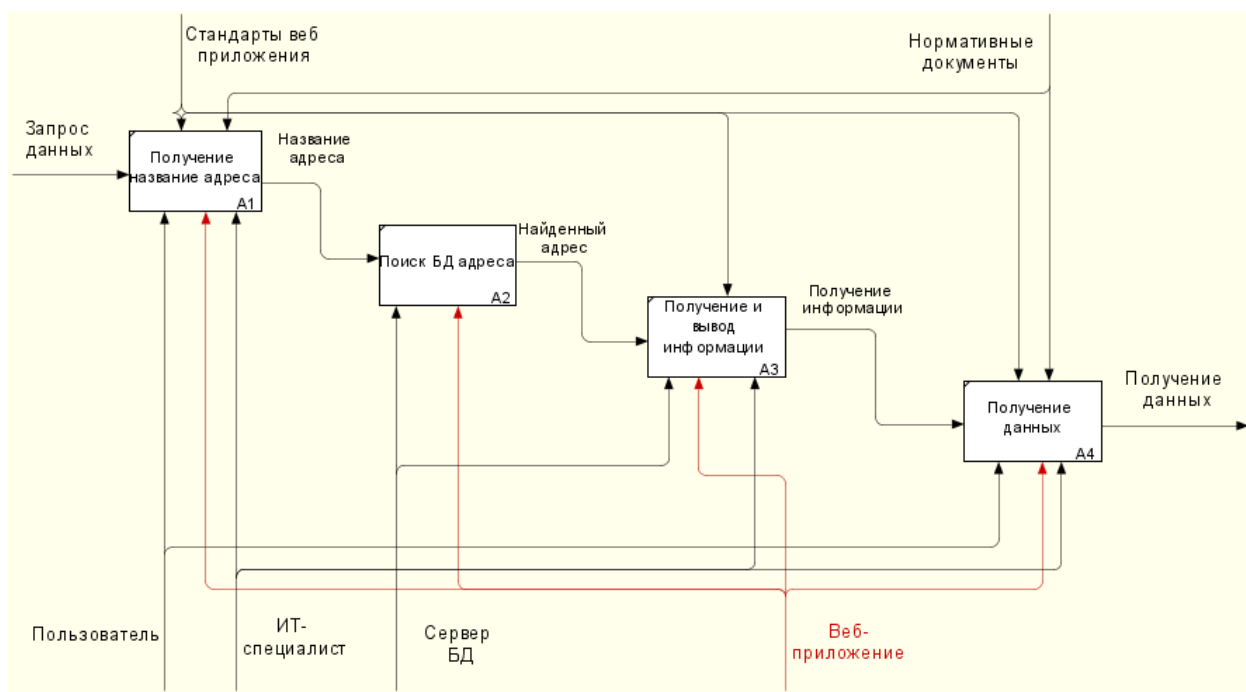 Стандарты веб
приложения
Нормативные
документы
Запрос
данных
Получение
название адреса
A1
Название
адреса
Поиск БД адреса
A2
Найденный
адрес
Получение и
вывод
информации
A3
Получение
информации
Получение
данных
A4
Получение
данных
Пользователь
ИТ-
специалист
Сервер
БД
Веб-
приложение